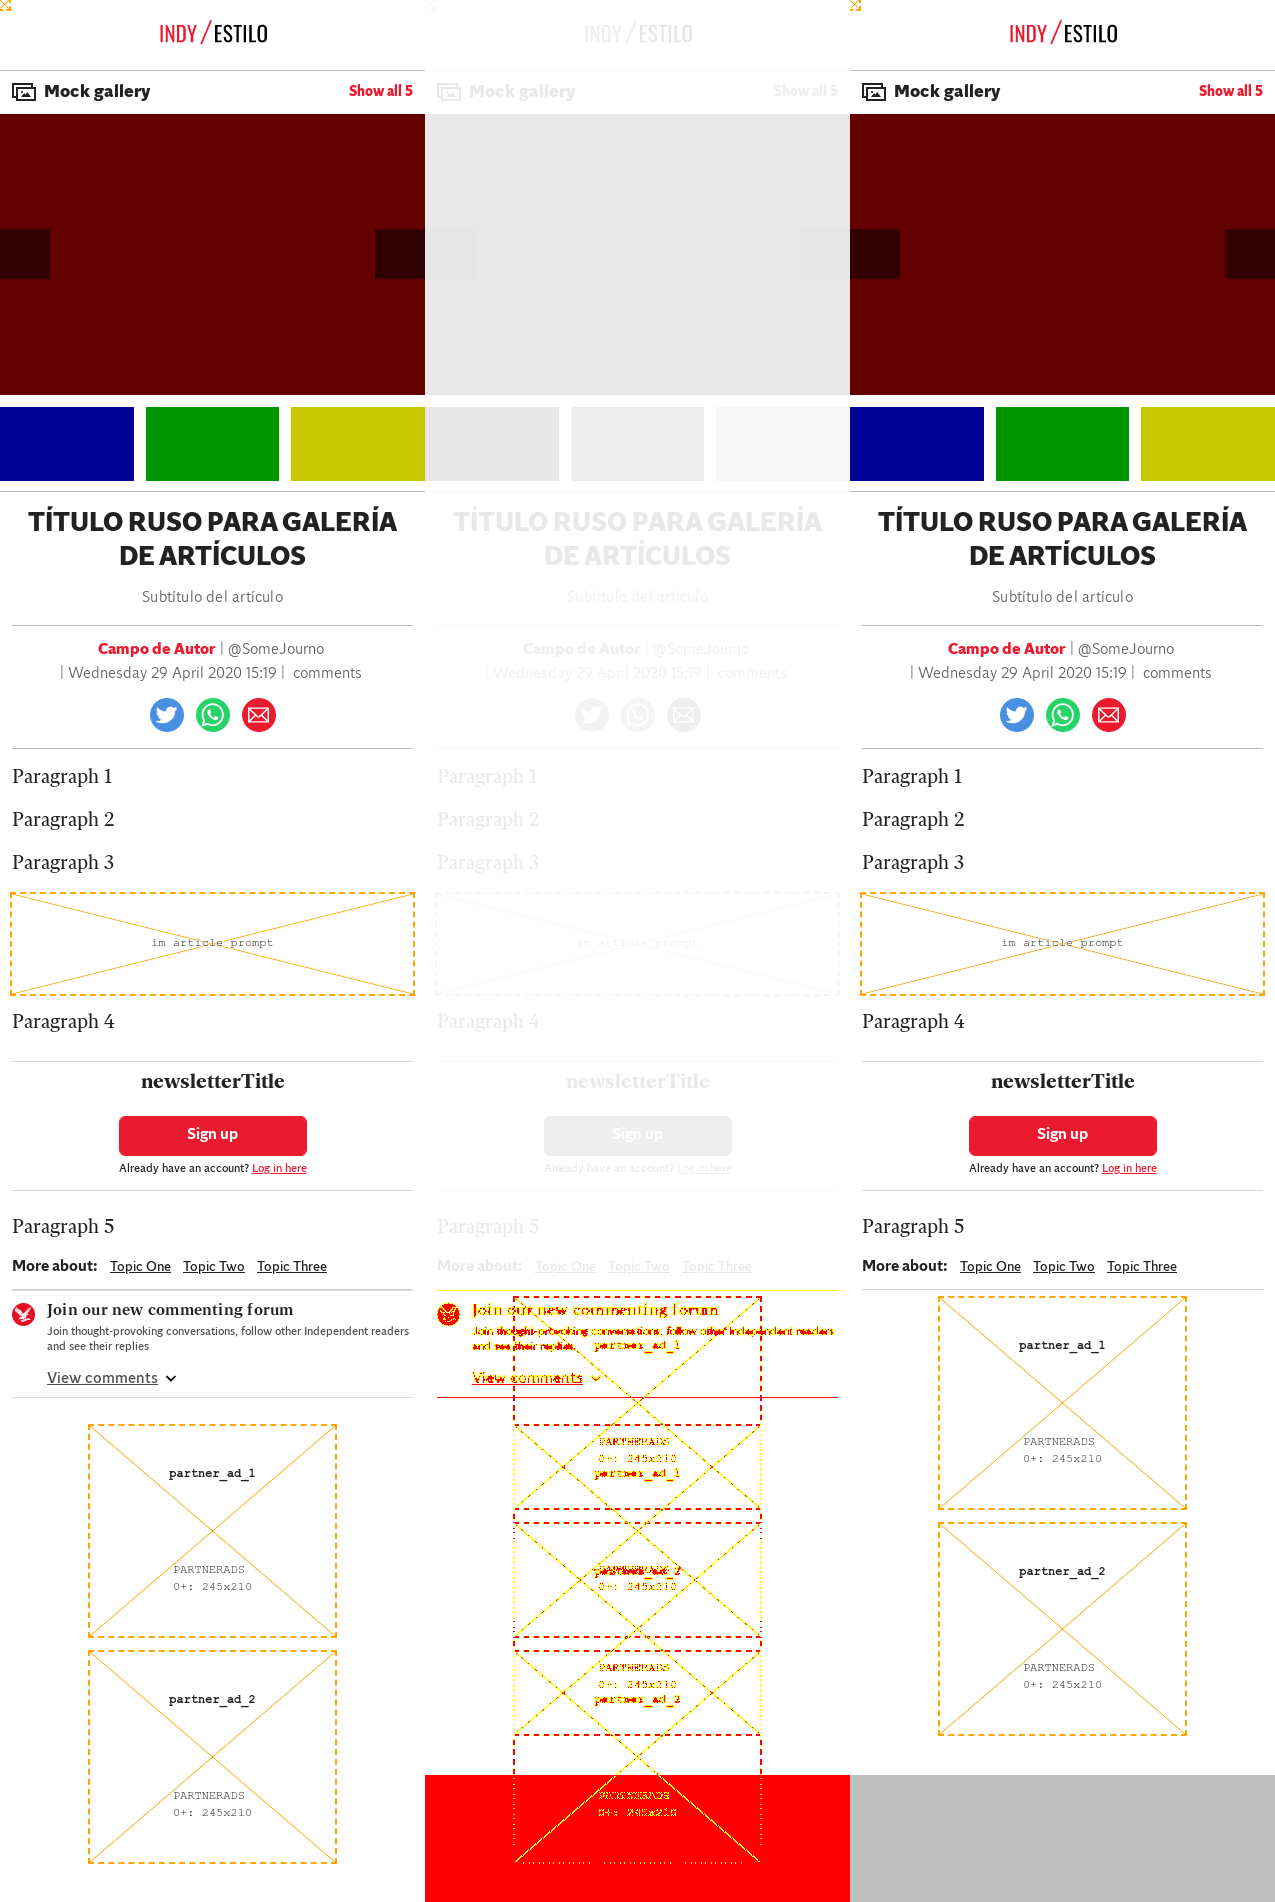 INDY/ESTILO
Mock gallery
Show all 5
TÍTULO RUSO PARA GALERÍA
DE ARTÍCULOS
Subtítulo del artículo
Campo de Autor | @SomeJourno
| Wednesday 29 April 2020 15:19 | comments
Paragraph 1
Paragraph 2
Paragraph 3
im article prompt
Paragraph 4
newsletterTitle
Sign up
Already have an account? Log in here
Paragraph 5
More about: Topic One Topic Two Topic Three
Join our new commenting forum
Join thought-provoking conversations, follow other Independent readers
and see their replies
View comments
partner_ad_1
PARTNERADS
0+: 245x210
partner_ad_2
PARTNERADS
0+: 245x210
INDY/ESTILO
Mock gallery
Show all 5
TÍTULO RUSO PARA GALERÍA
DE ARTÍCULOS
Subtítulo del artículo
Campo de Autor | @SomeJourno
| Wednesday 29 April 2020 15:19 | comments
Paragraph 1
Paragraph 2
Paragraph 3
im article prompt
Paragraph 4
newsletterTitle
Sign up
Already have an account? Log in here
Paragraph 5
More about: Topic One Topic Two Topic Three
Join our new commenting forum
Join thought-provoking conversations, follow other Independent readers
and see their replies
partner_ad_1
View comments
PARTNERADS
0+: 245x210
partner_ad_1
partner_ad_2
0+: 245x210
PARTNERADS
0+: 245x210
partner_ad_2
PARTNERADS
0+: 245x210
INDY/ESTILO
Mock gallery
Show all 5
TÍTULO RUSO PARA GALERÍA
DE ARTÍCULOS
Subtítulo del artículo
Campo de Autor | @SomeJourno
| Wednesday 29 April 2020 15:19 | comments
Paragraph 1
Paragraph 2
Paragraph 3
im article prompt
Paragraph 4
newsletterTitle
Sign up
Already have an account? Log in here
Paragraph 5
More about: Topic One Topic Two Topic Three
partner_ad_1
PARTNERADS
0+: 245x210
partner_ad_2
PARTNERADS
0+: 245x210